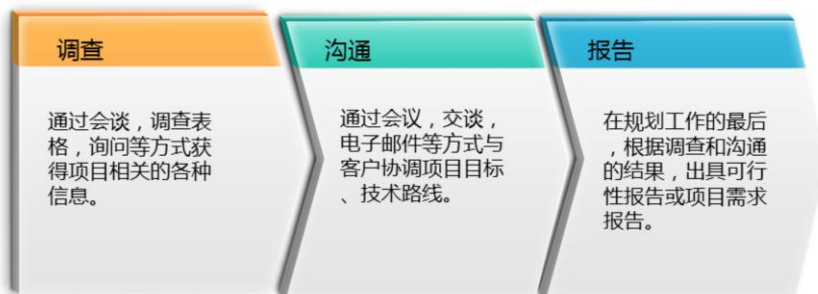 调查
通过会谈，调查表
格，询问等方式获
得项目相关的各种
信息。
沟通
通过会议，交谈，
电子邮件等方式与
客户协调项目目标
、技术路线。
报告
在规划工作的最后
，根据调查和沟通
的结果，出具可行
性报告或项目需求
报告。